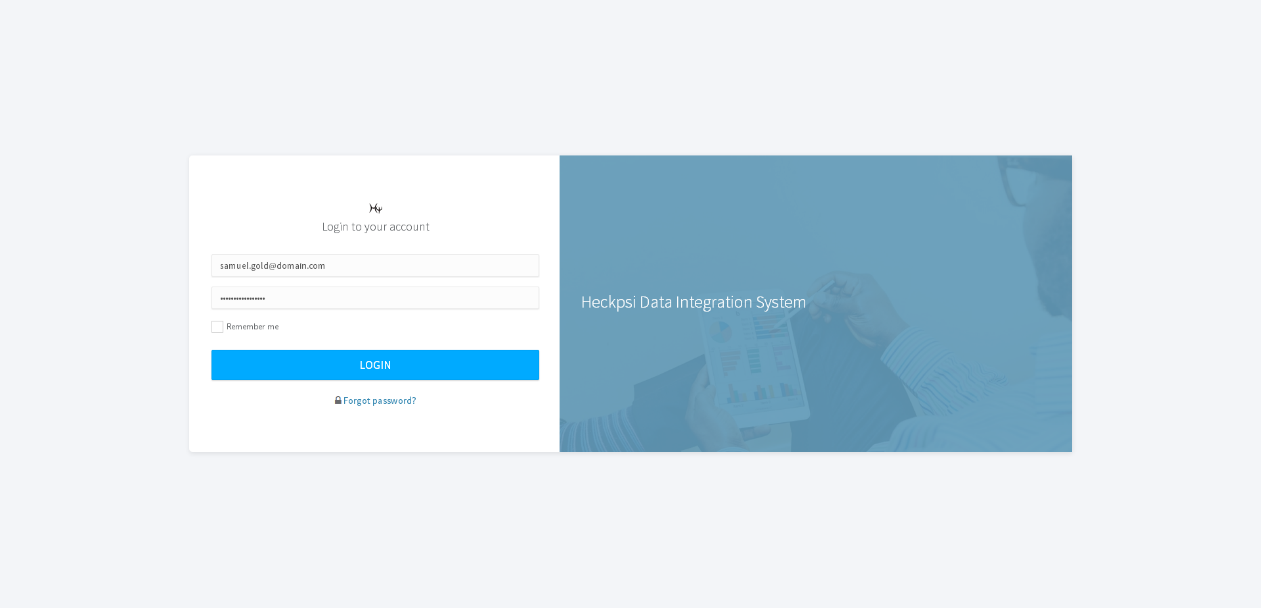 Login to your account
samuel.gold@domain.com
Remember me
LOGIN
Forgot password?
Heckpsi Data Integration System